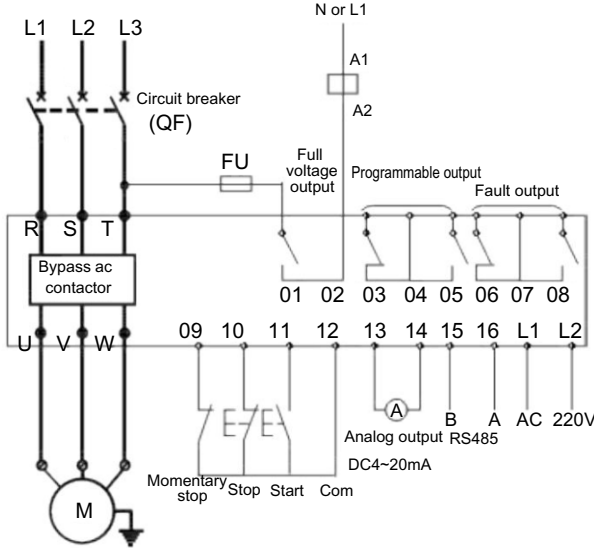 N or L1
L1 L2 L3
A1
A2
Circuit breaker
(QF)
FU
Full
voltage
output
Programmable output
Fault output
R S T
Bypass ac
contactor
01 02 03 04 05 06 07 08
U V W
09 10 11 12 13 14 15 16 L1 L2
A
B A AC 220V
Analog output RS485
DC4~20mA
Momentary
stop
Stop Start Com
M